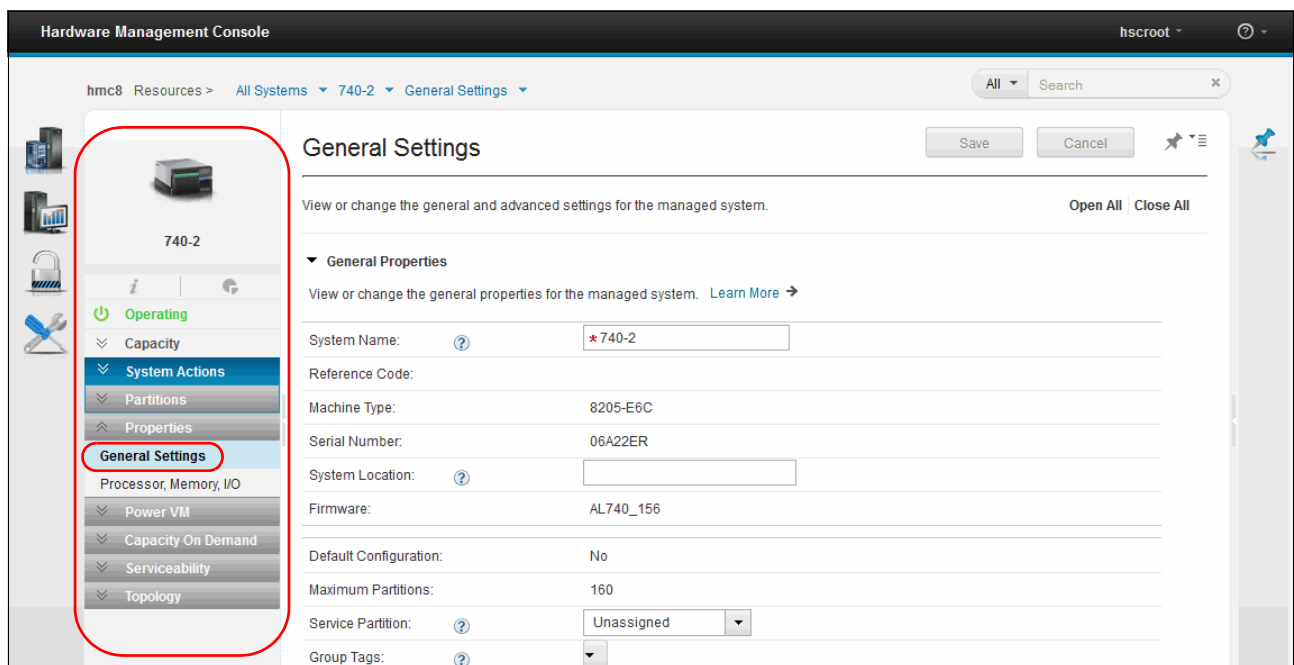 Hardware Management Console hscroot
hmc8 Resources > All Systems 740-2 General Settings All Search
740-2
i
Operating
Capacity
System Actions
Partitions
Properties
General Settings
Processor, Memory, I/O
Power VM
Capacity On Demand
Serviceability
Topology
General Settings Save Cancel
View or change the general and advanced settings for the managed system. Open All Close All
General Properties
View or change the general properties for the managed system. Learn More
System Name: ? * 740-2
Reference Code:
Machine Type: 8205-E6C
Serial Number: 06A22ER
System Location: ?
Firmware: AL740_156
Default Configuration: No
Maximum Partitions: 160
Service Partition: ? Unassigned
Group Tags: ?